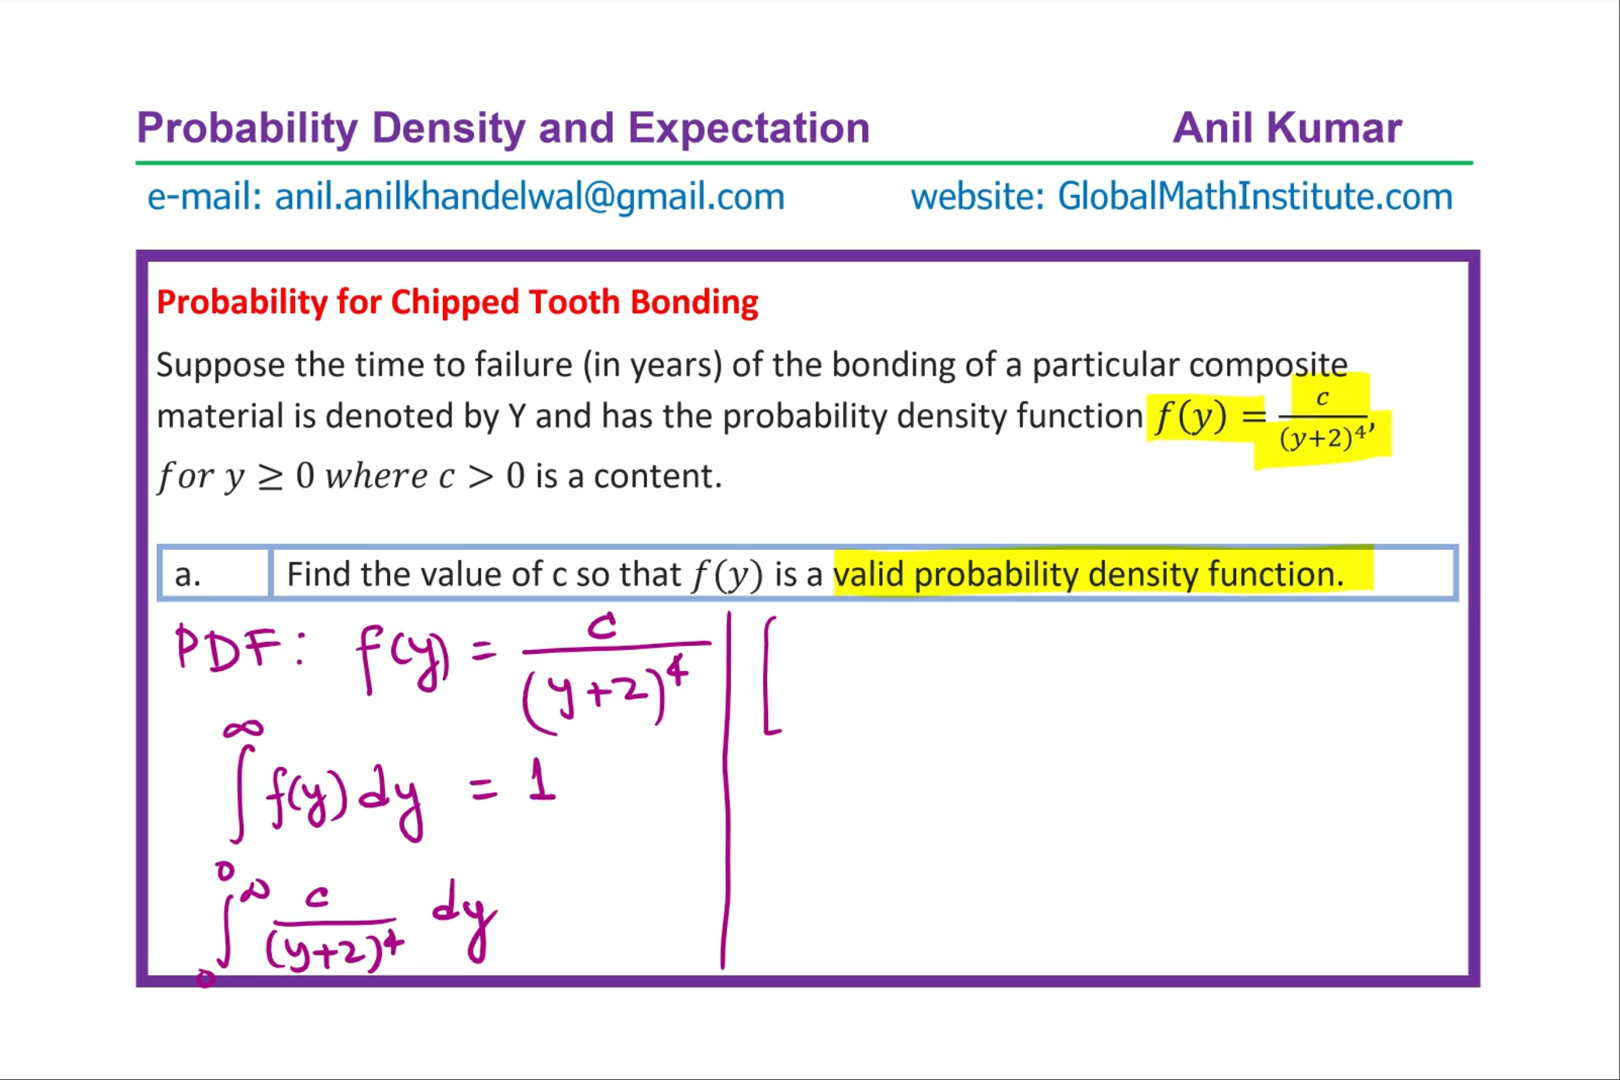 Probability Density and Expectation Anil Kumar
e-mail: anil.anilkhandelwal@gmail.com website: GlobalMathInstitute.com
Probability for Chipped Tooth Bonding
Suppose the time to failure (in years) of the bonding of a particular composite
material is denoted by Y and has the probability density function f(y) = c/(y+2)⁴,
for y ≥ 0 where c > 0 is a content.
a. Find the value of c so that f(y) is a valid probability density function.
PDF: f(y) = c/(y+2)⁴ [
∫₀^∞ f(y) dy = 1
∫₀^∞ c/(y+2)⁴ dy